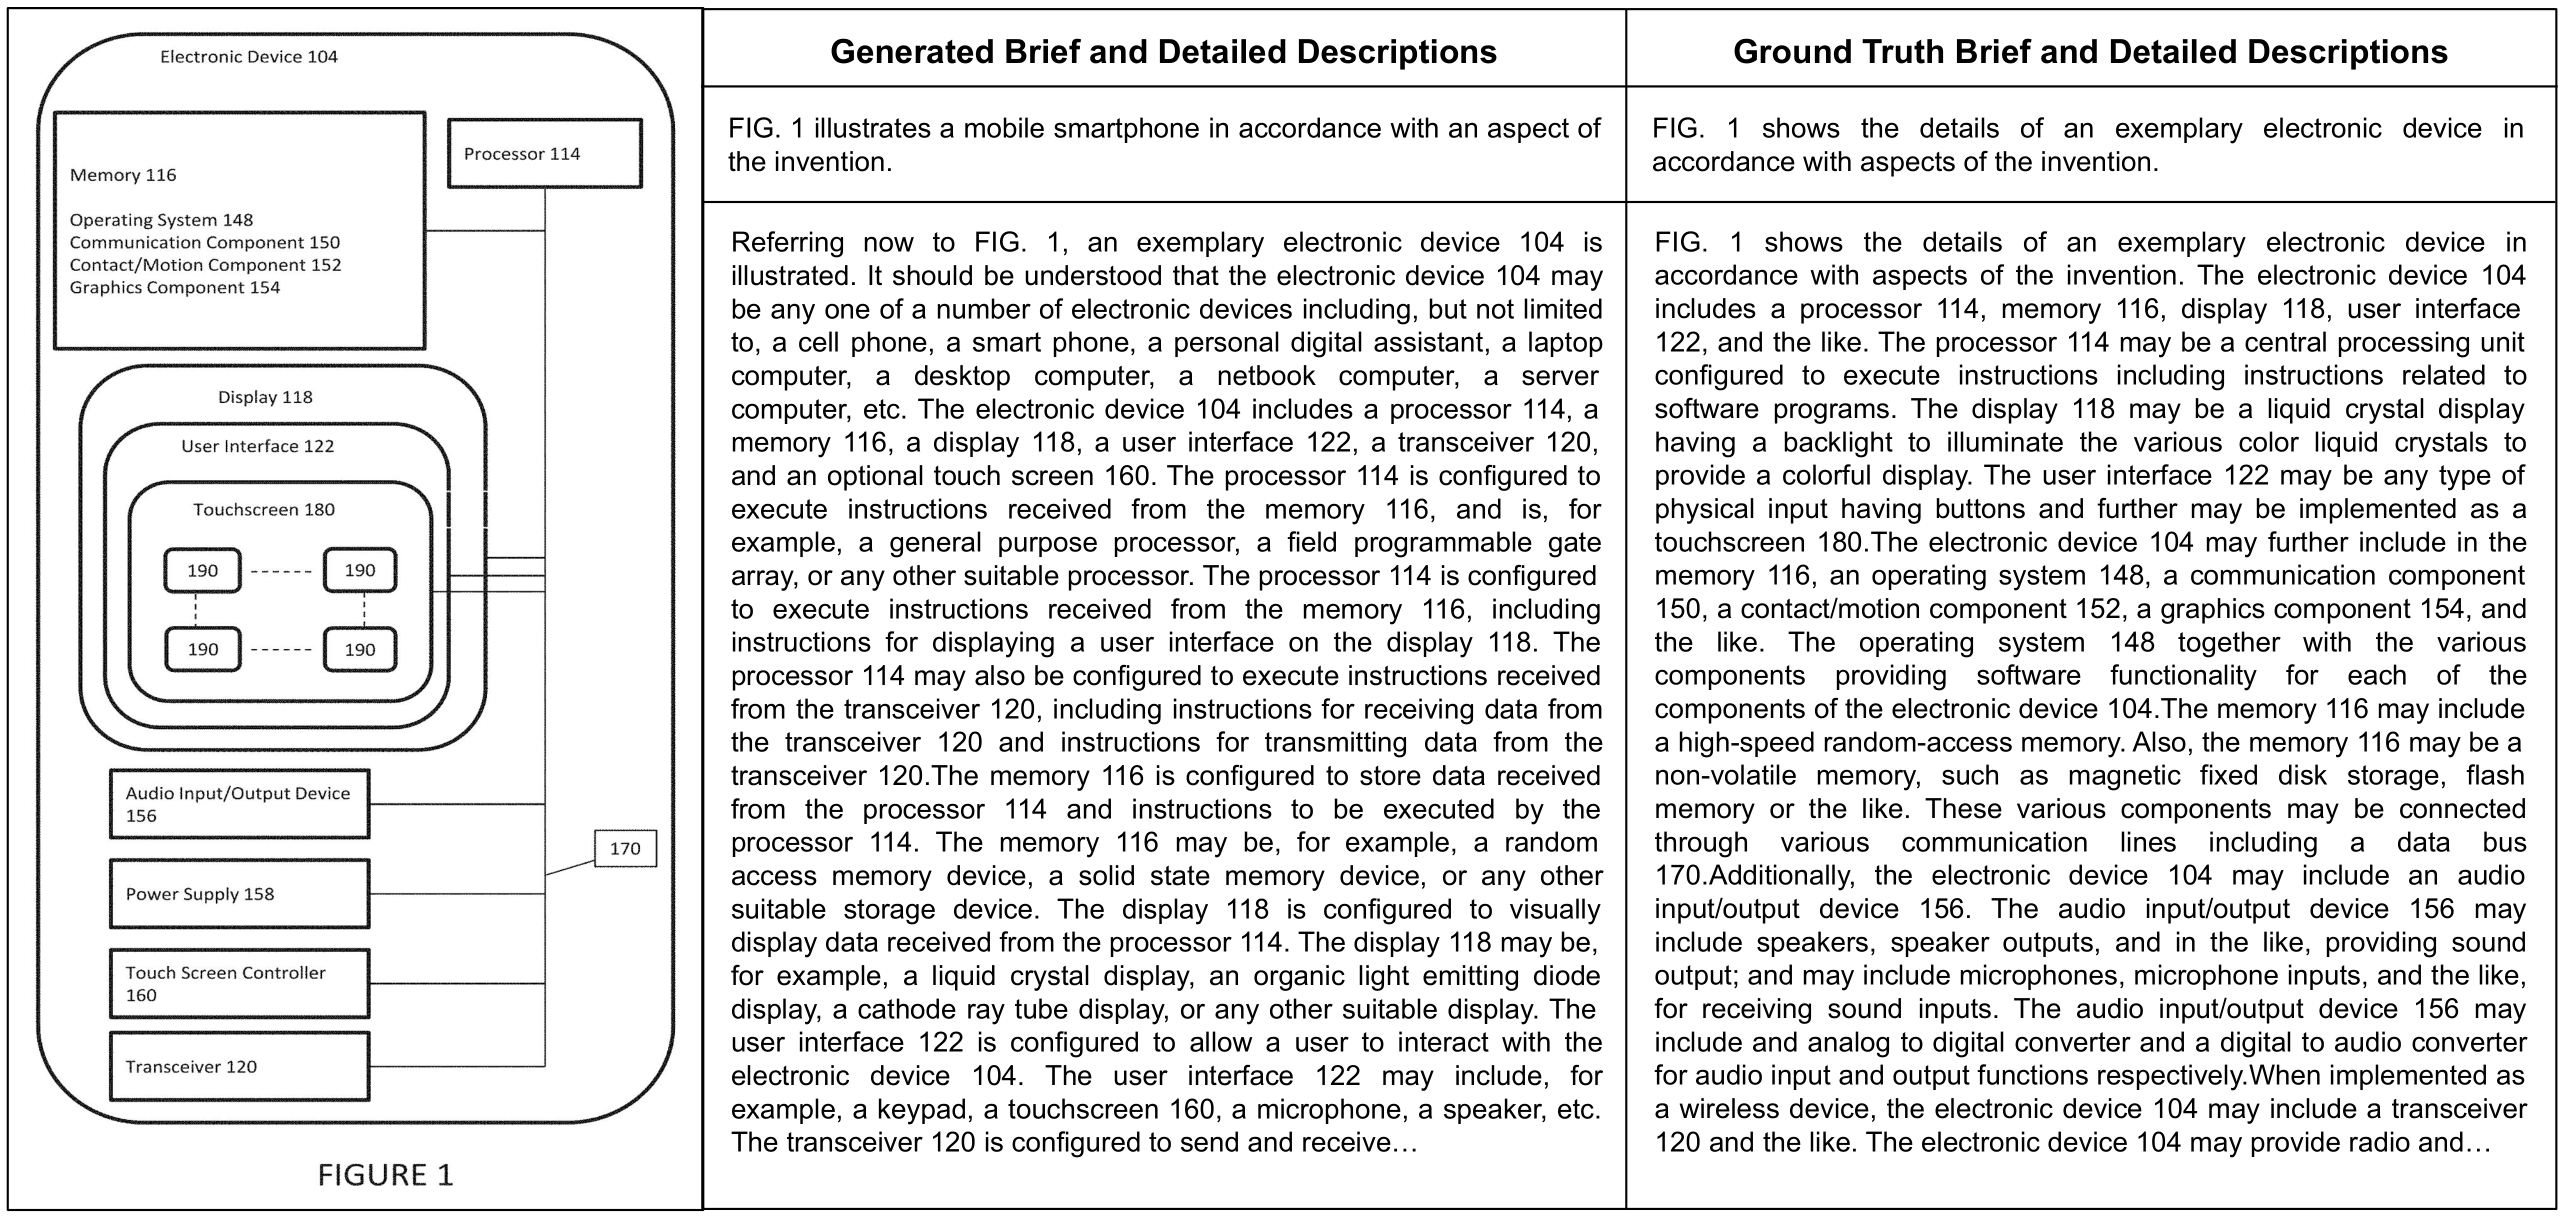 Electronic Device 104
Memory 116
Operating System 148
Communication Component 150
Contact/Motion Component 152
Graphics Component 154
Processor 114
Display 118
User Interface 122
Touchscreen 180
190
190
190
190
Audio Input/Output Device
156
170
Power Supply 158
Touch Screen Controller
160
Transceiver 120
FIGURE 1
Generated Brief and Detailed Descriptions
FIG. 1 illustrates a mobile smartphone in accordance with an aspect of
the invention.
Referring now to FIG. 1, an exemplary electronic device 104 is
illustrated. It should be understood that the electronic device 104 may
be any one of a number of electronic devices including, but not limited
to, a cell phone, a smart phone, a personal digital assistant, a laptop
computer, a desktop computer, a netbook computer, a server
computer, etc. The electronic device 104 includes a processor 114, a
memory 116, a display 118, a user interface 122, a transceiver 120,
and an optional touch screen 160. The processor 114 is configured to
execute instructions received from the memory 116, and is, for
example, a general purpose processor, a field programmable gate
array, or any other suitable processor. The processor 114 is configured
to execute instructions received from the memory 116, including
instructions for displaying a user interface on the display 118. The
processor 114 may also be configured to execute instructions received
from the transceiver 120, including instructions for receiving data from
the transceiver 120 and instructions for transmitting data from the
transceiver 120.The memory 116 is configured to store data received
from the processor 114 and instructions to be executed by the
processor 114. The memory 116 may be, for example, a random
access memory device, a solid state memory device, or any other
suitable storage device. The display 118 is configured to visually
display data received from the processor 114. The display 118 may be,
for example, a liquid crystal display, an organic light emitting diode
display, a cathode ray tube display, or any other suitable display. The
user interface 122 is configured to allow a user to interact with the
electronic device 104. The user interface 122 may include, for
example, a keypad, a touchscreen 160, a microphone, a speaker, etc.
The transceiver 120 is configured to send and receive…
Ground Truth Brief and Detailed Descriptions
FIG. 1 shows the details of an exemplary electronic device in
accordance with aspects of the invention.
FIG. 1 shows the details of an exemplary electronic device in
accordance with aspects of the invention. The electronic device 104
includes a processor 114, memory 116, display 118, user interface
122, and the like. The processor 114 may be a central processing unit
configured to execute instructions including instructions related to
software programs. The display 118 may be a liquid crystal display
having a backlight to illuminate the various color liquid crystals to
provide a colorful display. The user interface 122 may be any type of
physical input having buttons and further may be implemented as a
touchscreen 180.The electronic device 104 may further include in the
memory 116, an operating system 148, a communication component
150, a contact/motion component 152, a graphics component 154, and
the like. The operating system 148 together with the various
components providing software functionality for each of the
components of the electronic device 104.The memory 116 may include
a high-speed random-access memory. Also, the memory 116 may be a
non-volatile memory, such as magnetic fixed disk storage, flash
memory or the like. These various components may be connected
through various communication lines including a data bus
170.Additionally, the electronic device 104 may include an audio
input/output device 156. The audio input/output device 156 may
include speakers, speaker outputs, and in the like, providing sound
output; and may include microphones, microphone inputs, and the like,
for receiving sound inputs. The audio input/output device 156 may
include and analog to digital converter and a digital to audio converter
for audio input and output functions respectively.When implemented as
a wireless device, the electronic device 104 may include a transceiver
120 and the like. The electronic device 104 may provide radio and…